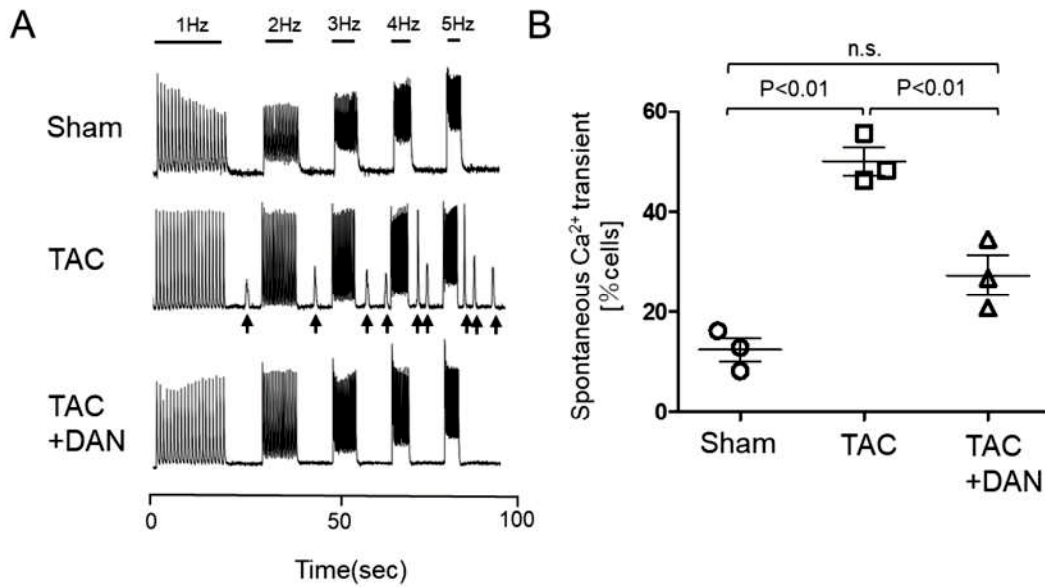 A
1Hz 2Hz 3Hz 4Hz 5Hz
Sham
TAC
TAC
+DAN
0 50 100
Time(sec)
B
n.s.
P<0.01 P<0.01
60
40
20
0
Spontaneous Ca²⁺ transient
[%cells]
Sham TAC TAC
+DAN